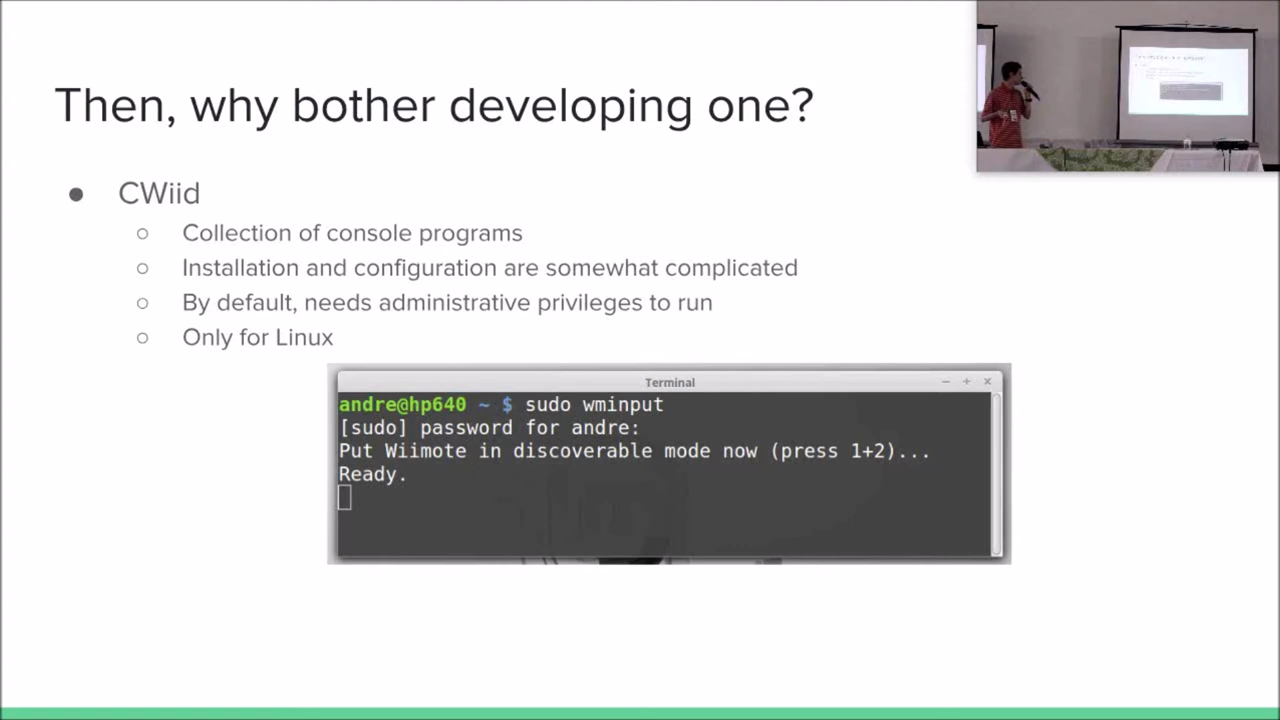 Then, why bother developing one?
● CWiid
○ Collection of console programs
○ Installation and configuration are somewhat complicated
○ By default, needs administrative privileges to run
○ Only for Linux
Terminal
andre@hp640 ~ $ sudo wminput
[sudo] password for andre:
Put Wiimote in discoverable mode now (press 1+2)...
Ready.